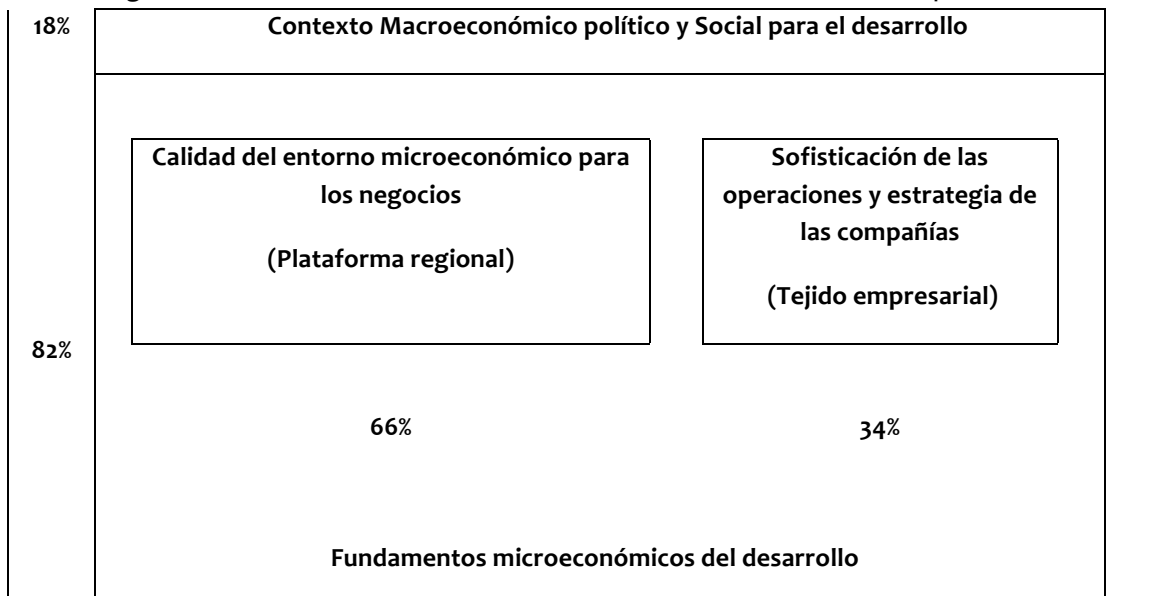 18%
Contexto Macroeconómico político y Social para el desarrollo
Calidad del entorno microeconómico para
los negocios
(Plataforma regional)
Sofisticación de las
operaciones y estrategia de
las compañías
(Tejido empresarial)
82%
66%
34%
Fundamentos microeconómicos del desarrollo